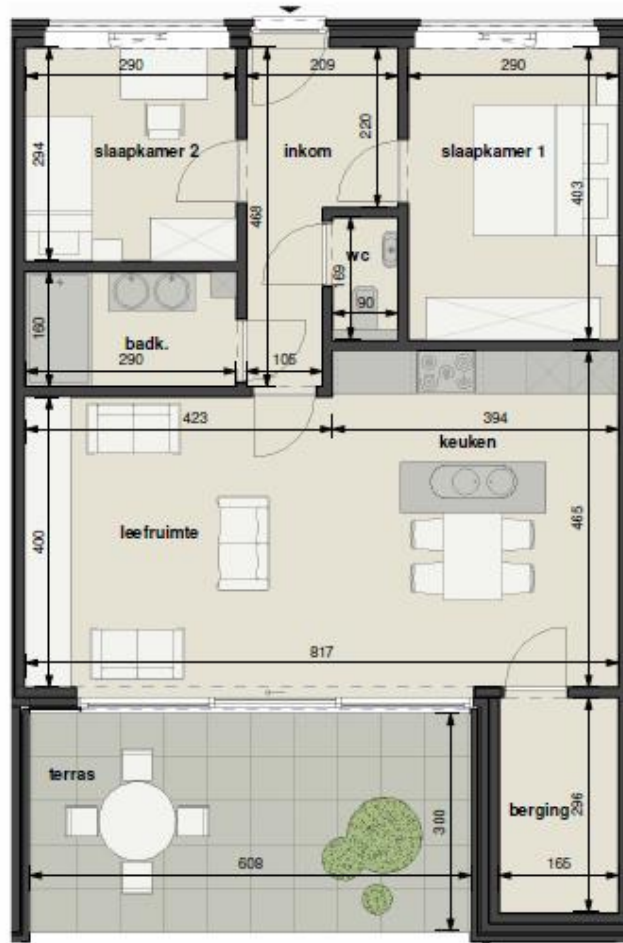 290
209
290
294
slaapkamer 2
inkom
220
slaapkamer 1
403
468
wc
169
90
160
badk.
290
105
423
394
keuken
465
400
leefruimte
817
terras
300
608
berging
296
165